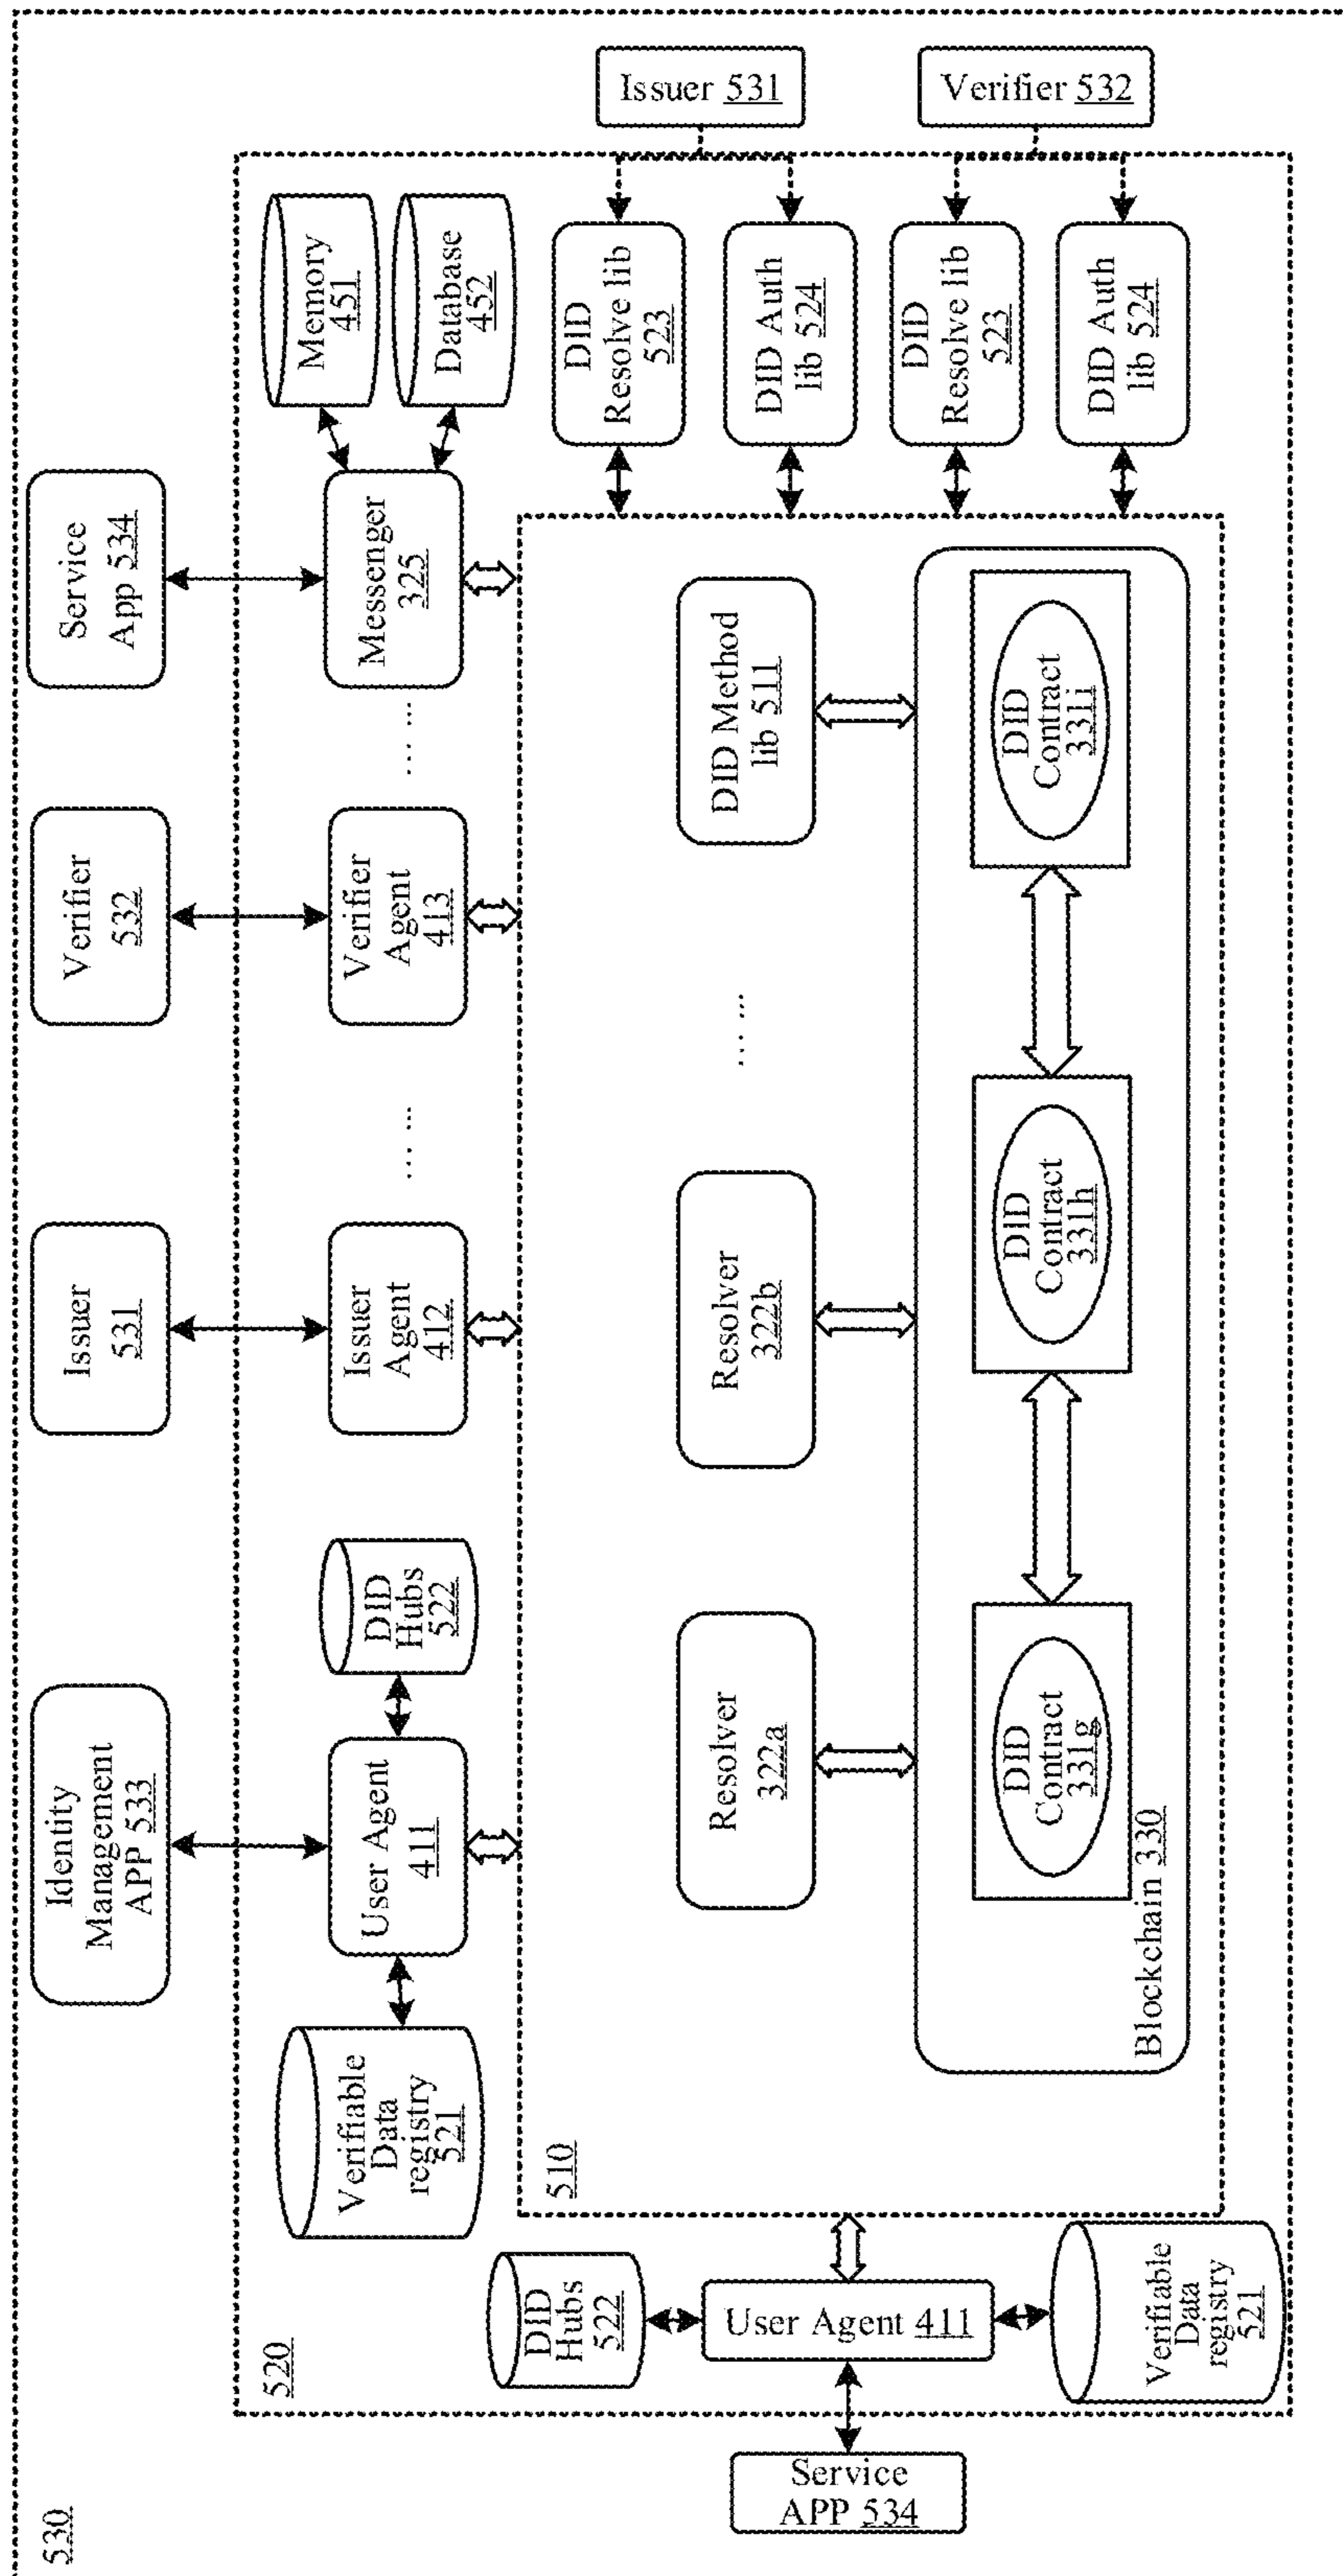 530
Identity
Management
APP 533
Issuer
531
Verifier
532
Service
App 534
520
Verifiable
Data
registry
521
User Agent
411
DID
Hubs
522
Issuer
Agent
412
... ...
Verifier
Agent
413
... ...
Messenger
325
Memory
451
Database
452
510
Resolver
322a
Resolver
322b
... ...
DID Method
lib 511
DID
Contract
331g
DID
Contract
331h
DID
Contract
331i
Blockchain 330
Issuer 531
Verifier 532
DID
Resolve lib
523
DID Auth
lib 524
DID
Resolve lib
523
DID Auth
lib 524
DID
Hubs
522
User Agent 411
Verifiable
Data
registry
521
Service
APP 534